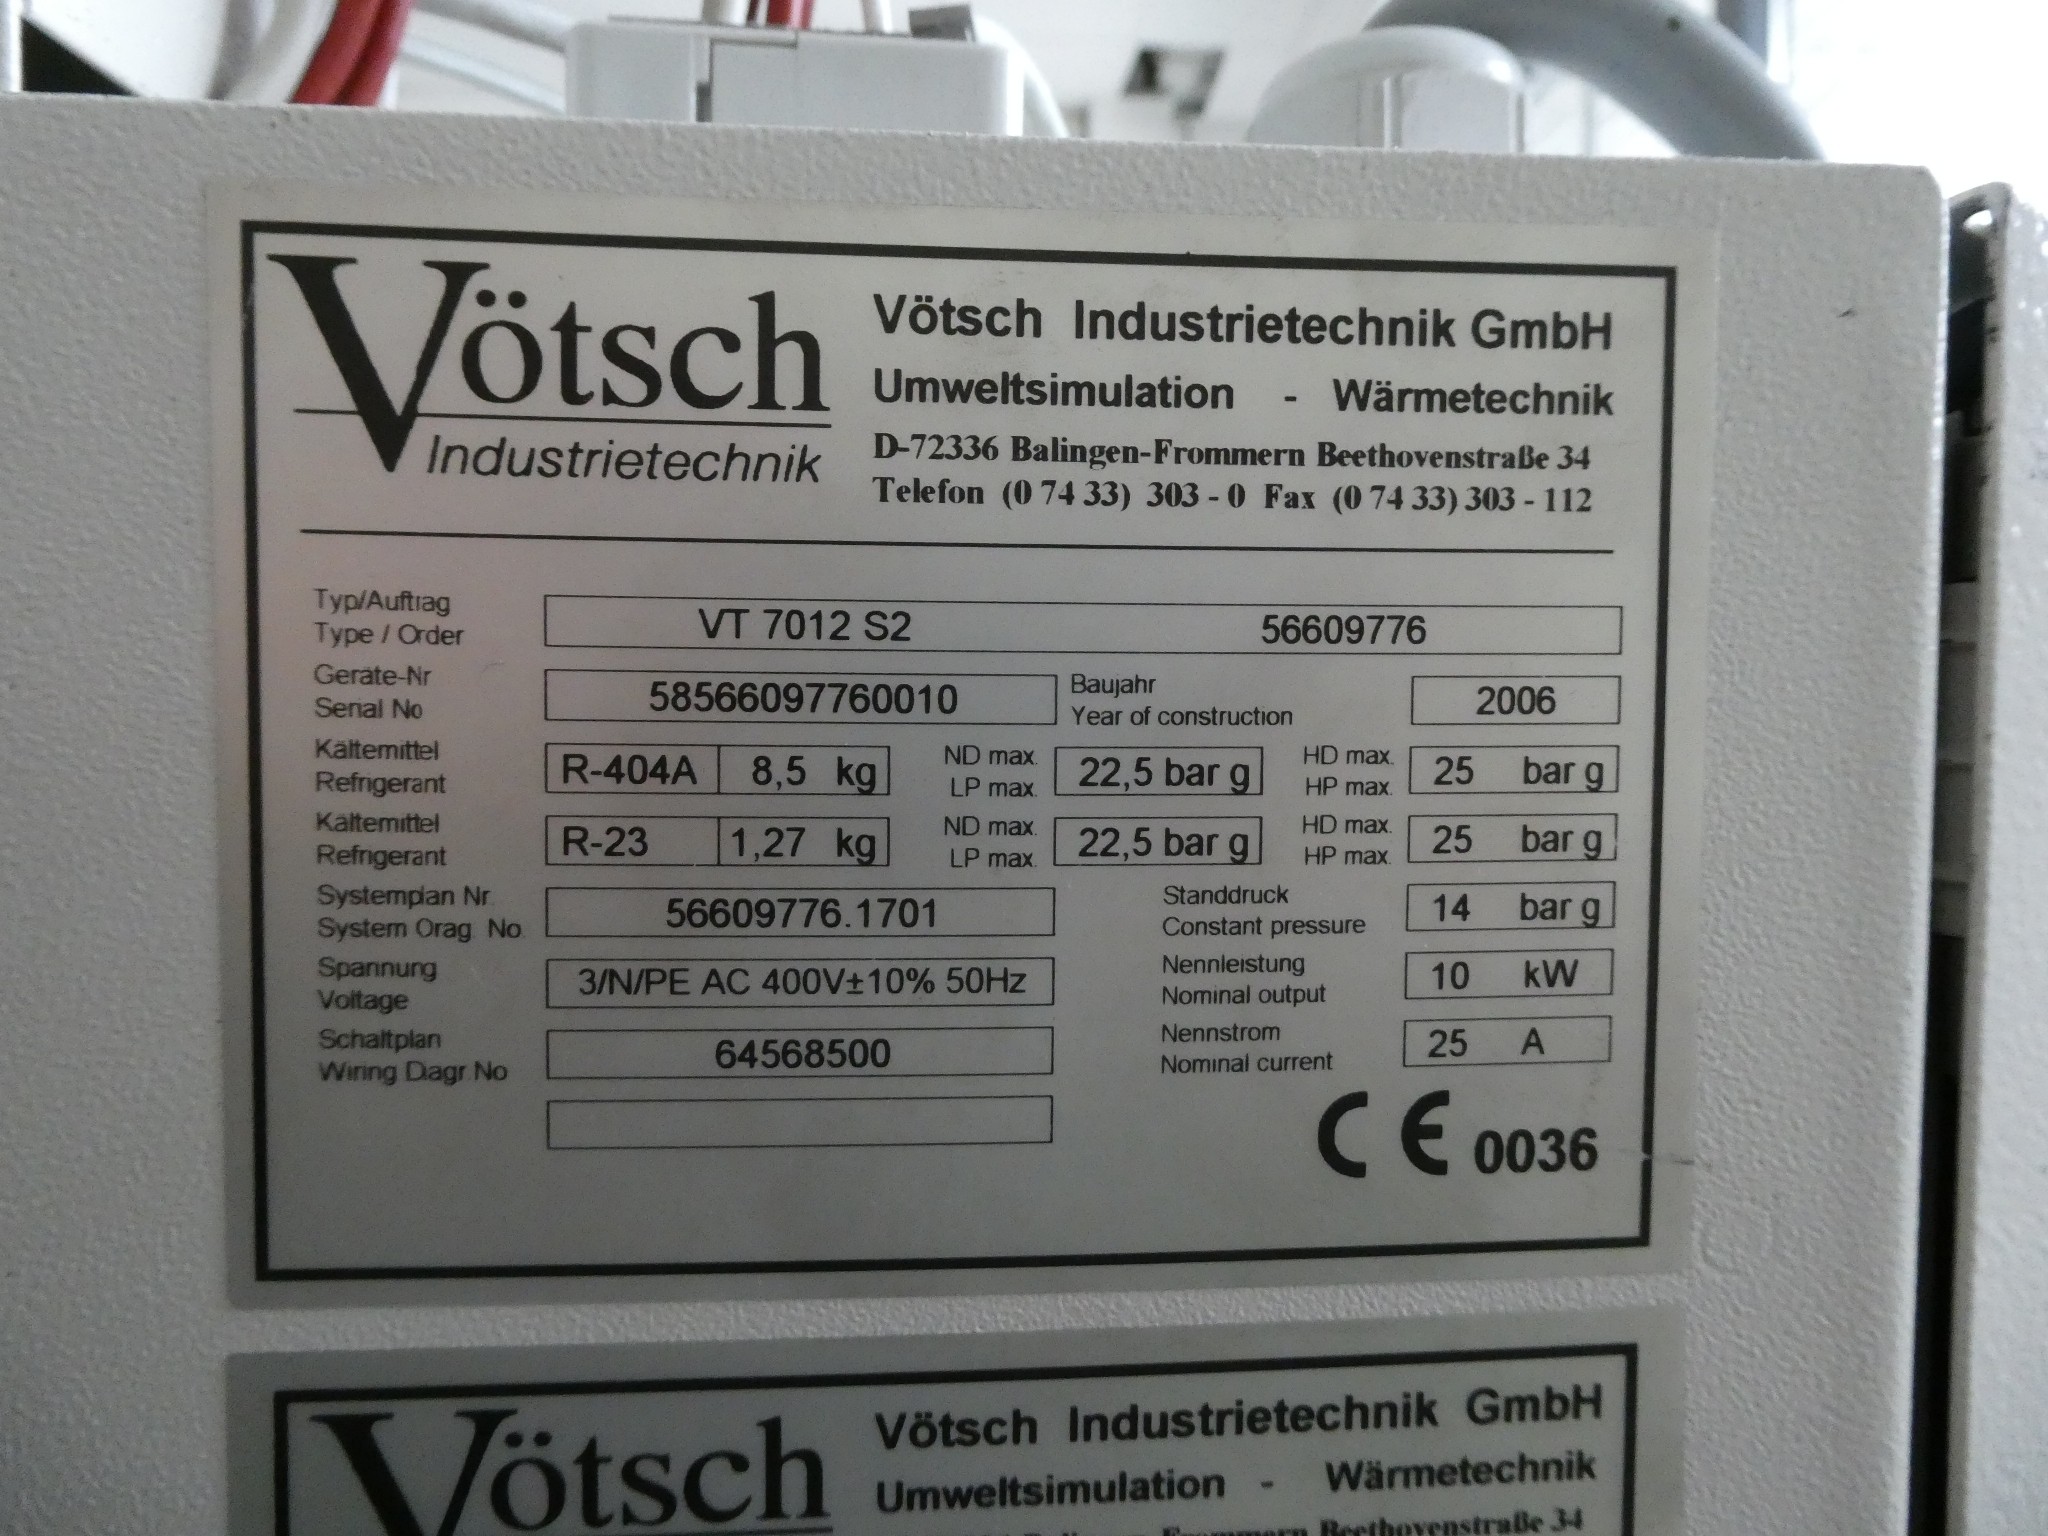 Vötsch
Industrietechnik
Vötsch Industrietechnik GmbH
Umweltsimulation - Wärmetechnik
D-72336 Balingen-Frommern Beethovenstraße 34
Telefon (0 74 33) 303 - 0 Fax (0 74 33) 303 - 112
Typ/Auftrag
Type / Order
VT 7012 S2 56609776
Geräte-Nr
Serial No
58566097760010
Baujahr
Year of construction
2006
Kältemittel
Refrigerant
R-404A 8,5 kg
ND max.
LP max.
22,5 bar g
HD max.
HP max.
25 bar g
Kältemittel
Refrigerant
R-23 1,27 kg
ND max.
LP max.
22,5 bar g
HD max.
HP max.
25 bar g
Systemplan Nr.
System Orag No.
56609776.1701
Standdruck
Constant pressure
14 bar g
Spannung
Voltage
3/N/PE AC 400V±10% 50Hz
Nennleistung
Nominal output
10 kW
Schaltplan
Wiring Diagr.No
64568500
Nennstrom
Nominal current
25 A
CE 0036
Vötsch
Vötsch Industrietechnik GmbH
Umweltsimulation - Wärmetechnik
Beethovenstraße 34